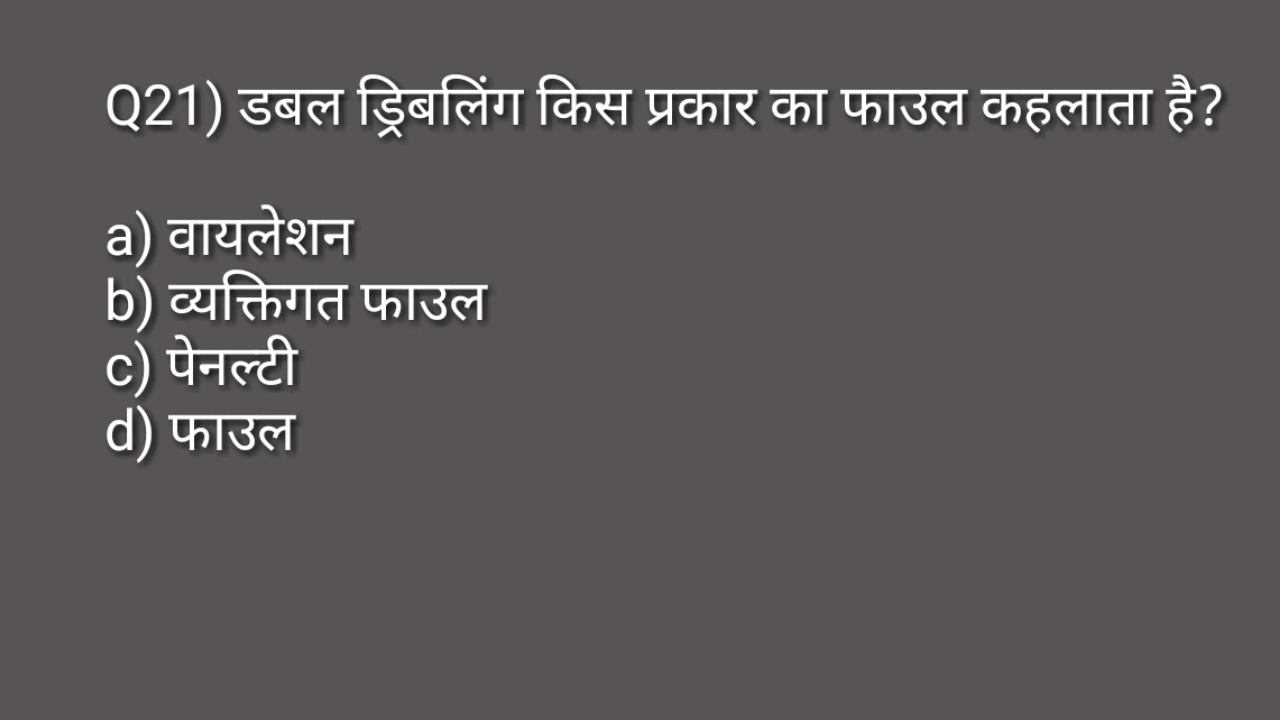 Q21) डबल ड्रिबलिंग किस प्रकार का फाउल कहलाता है?
a) वायलेशन
b) व्यक्तिगत फाउल
c) पेनल्टी
d) फाउल